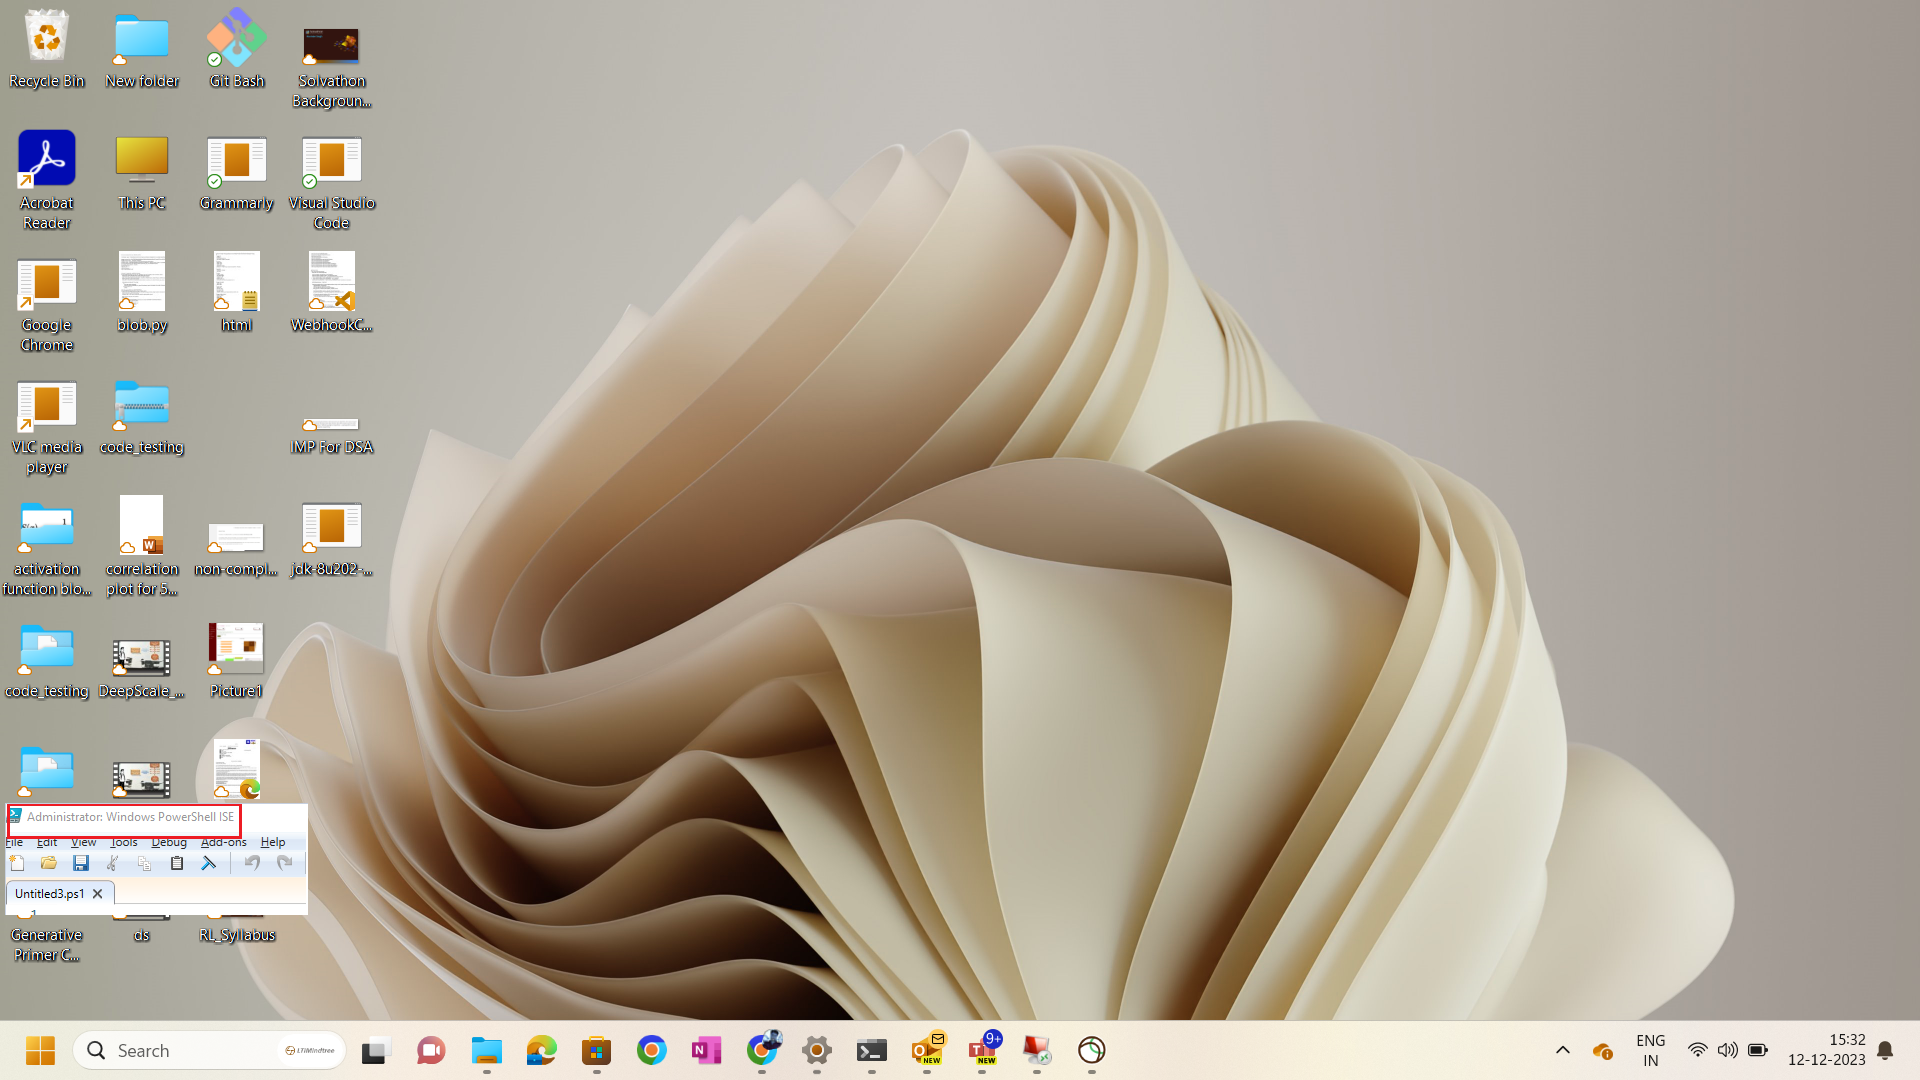 Recycle Bin
New folder
Git Bash
Solvathon
Backgroun...
Acrobat
Reader
This PC
Grammarly
Visual Studio
Code
Google
Chrome
blob.py
html
WebhookC...
VLC media
player
code_testing
IMP For DSA
activation
function blo...
correlation
plot for 5...
non-compl...
jdk-8u202-...
code_testing
DeepScale_...
Picture1
Administrator: Windows PowerShell ISE
File Edit View Tools Debug Add-ons Help
Untitled3.ps1
1
Generative
Primer C...
ds
RL_Syllabus
Search
LTIMindtree
NEW
9+
NEW
ENG
IN
15:32
12-12-2023